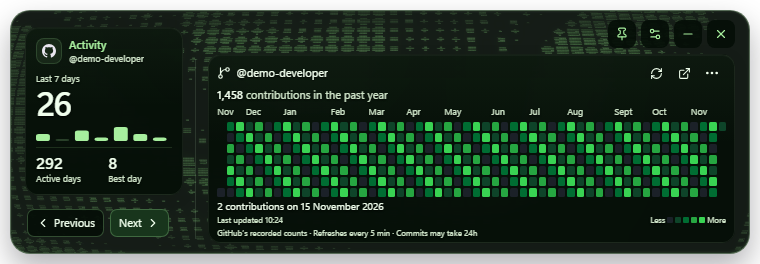 Activity
@demo-developer
Last 7 days
26
292
Active days
8
Best day
Previous
Next
@demo-developer
1,458 contributions in the past year
Nov Dec Jan Feb Mar Apr May Jun Jul Aug Sept Oct Nov
2 contributions on 15 November 2026
Last updated 10:24
Less More
GitHub's recorded counts · Refreshes every 5 min · Commits may take 24h